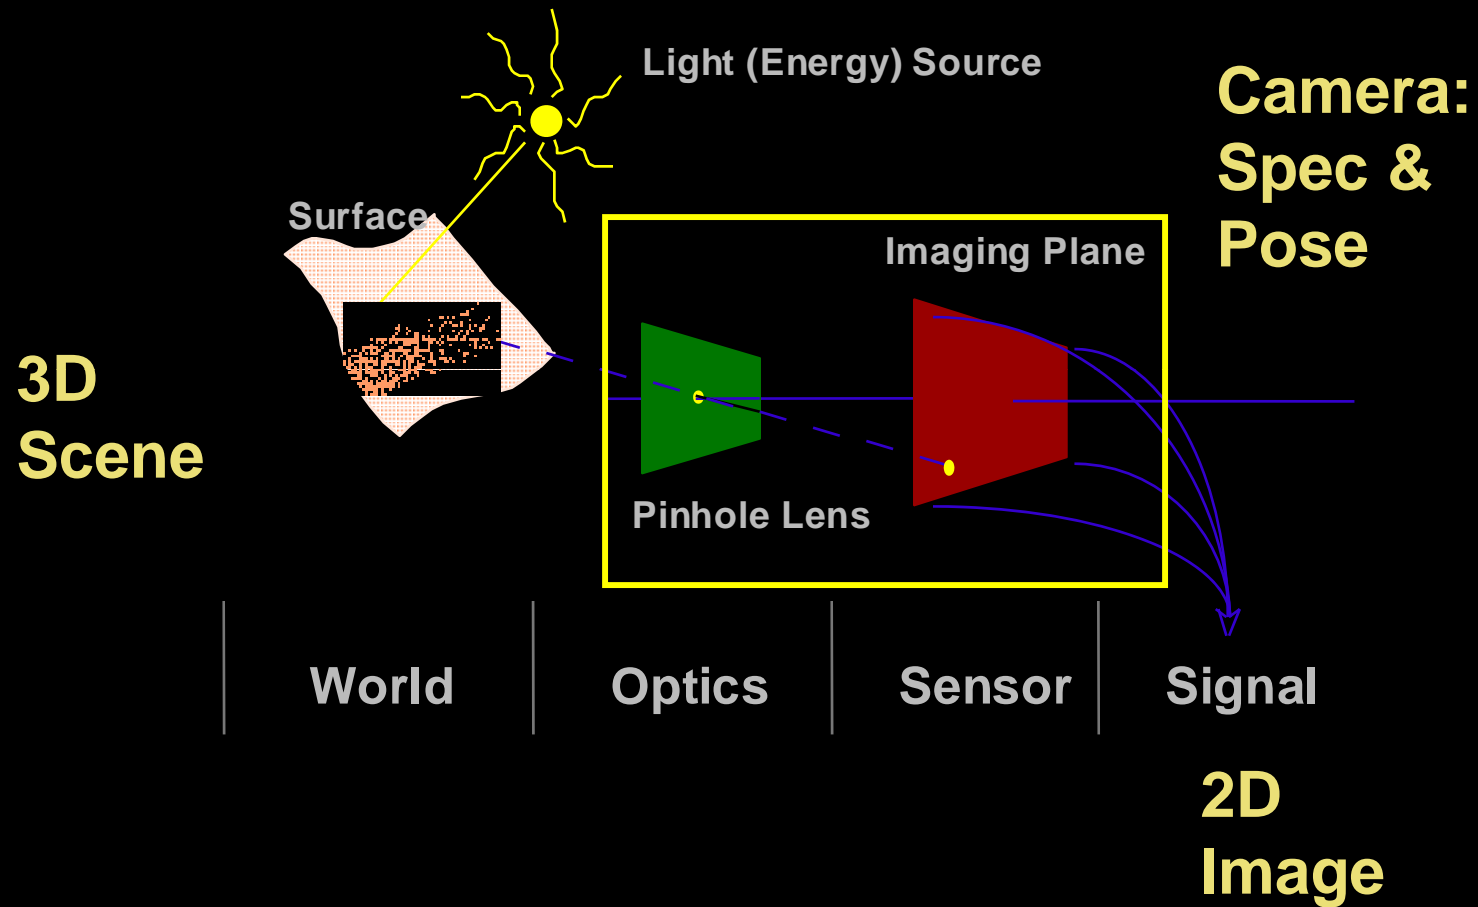 Light (Energy) Source
Camera:
Spec &
Pose
Surface
Imaging Plane
3D
Scene
Pinhole Lens
World
Optics
Sensor
Signal
2D
Image